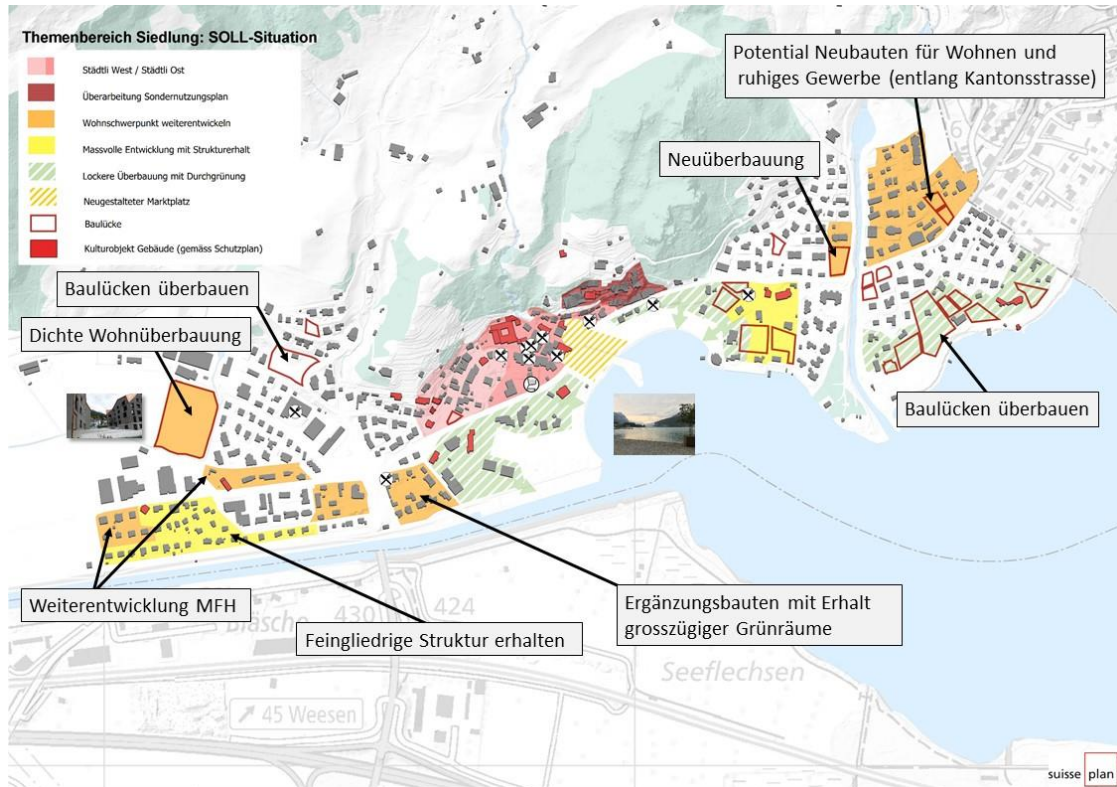 Themenbereich Siedlung: SOLL-Situation
Städtli West / Städtli Ost
Überarbeitung Sondernutzungsplan
Wohnschwerpunkt weiterentwickeln
Massvolle Entwicklung mit Strukturerhalt
Lockere Überbauung mit Durchgrünung
Neugestalteter Marktplatz
Baulücke
Kulturobjekt Gebäude (gemäss Schutzplan)
Potential Neubauten für Wohnen und
ruhiges Gewerbe (entlang Kantonsstrasse)
Neuüberbauung
Baulücken überbauen
Dichte Wohnüberbauung
Baulücken überbauen
Weiterentwicklung MFH
Feingliedrige Struktur erhalten
Ergänzungsbauten mit Erhalt
grosszügiger Grünräume
Bläsche
430
424
Seeflechsen
45 Weesen
6
suisse plan